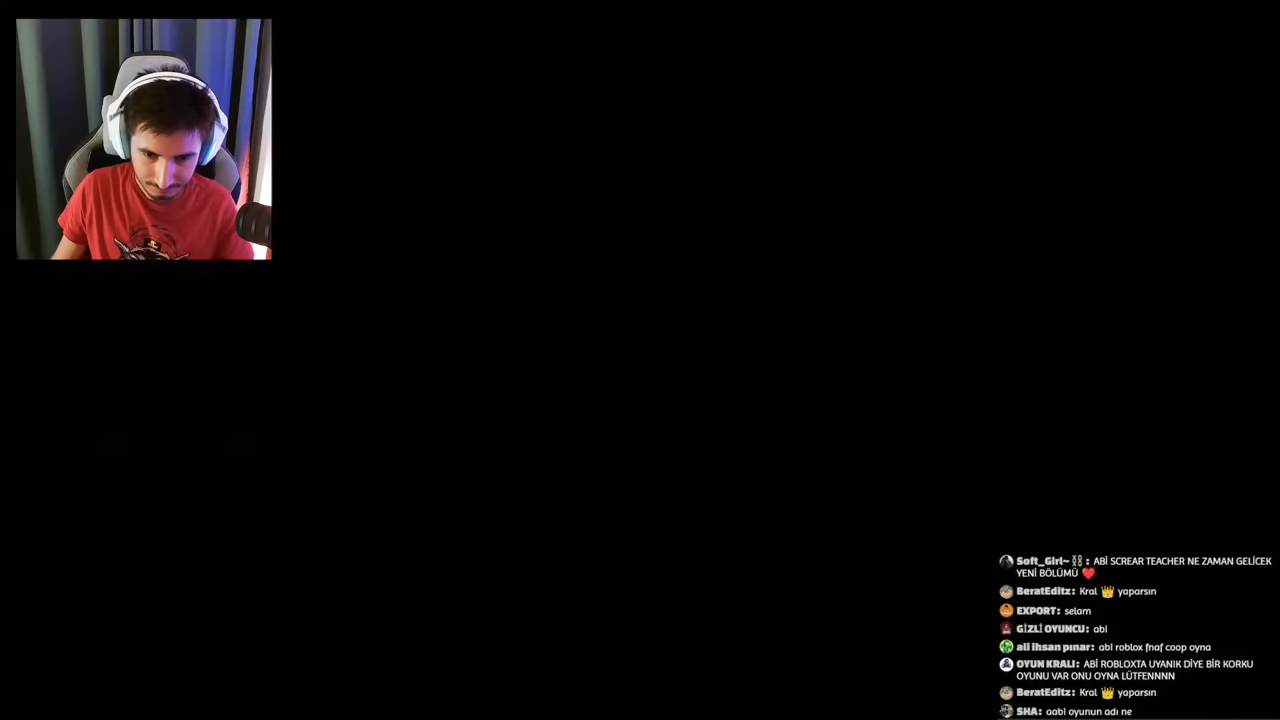 Soft_Girl~⛓ : ABİ SCREAR TEACHER NE ZAMAN GELİCEK
YENİ BÖLÜMÜ ❤️
BeratEditz: Kral 👑 yaparsın
EXPORT: selam
GİZLİ OYUNCU: abi
ali ihsan pınar: abi roblox fnaf coop oyna
OYUN KRALI: ABİ ROBLOXTA UYANIK DİYE BİR KORKU
OYUNU VAR ONU OYNA LÜTFENNNN
BeratEditz: Kral 👑 yaparsın
SHA: aabi oyunun adı ne